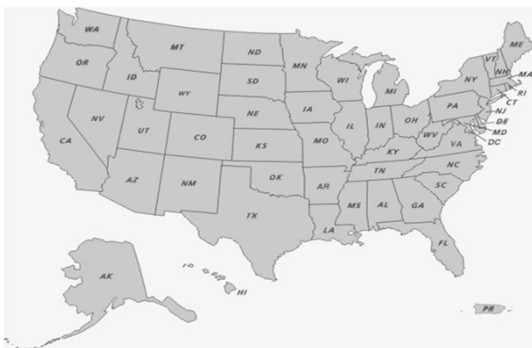 WA
MT
ND
MN
ME
OR
ID
SD
WI
VT
NH
MA
NY
WY
MI
RI
CT
NV
NE
IA
PA
NJ
UT
CO
IL
IN
OH
DE
MD
CA
KS
MO
WV
VA
DC
KY
AZ
NM
OK
AR
TN
NC
SC
TX
MS
AL
GA
LA
FL
AK
HI
PR